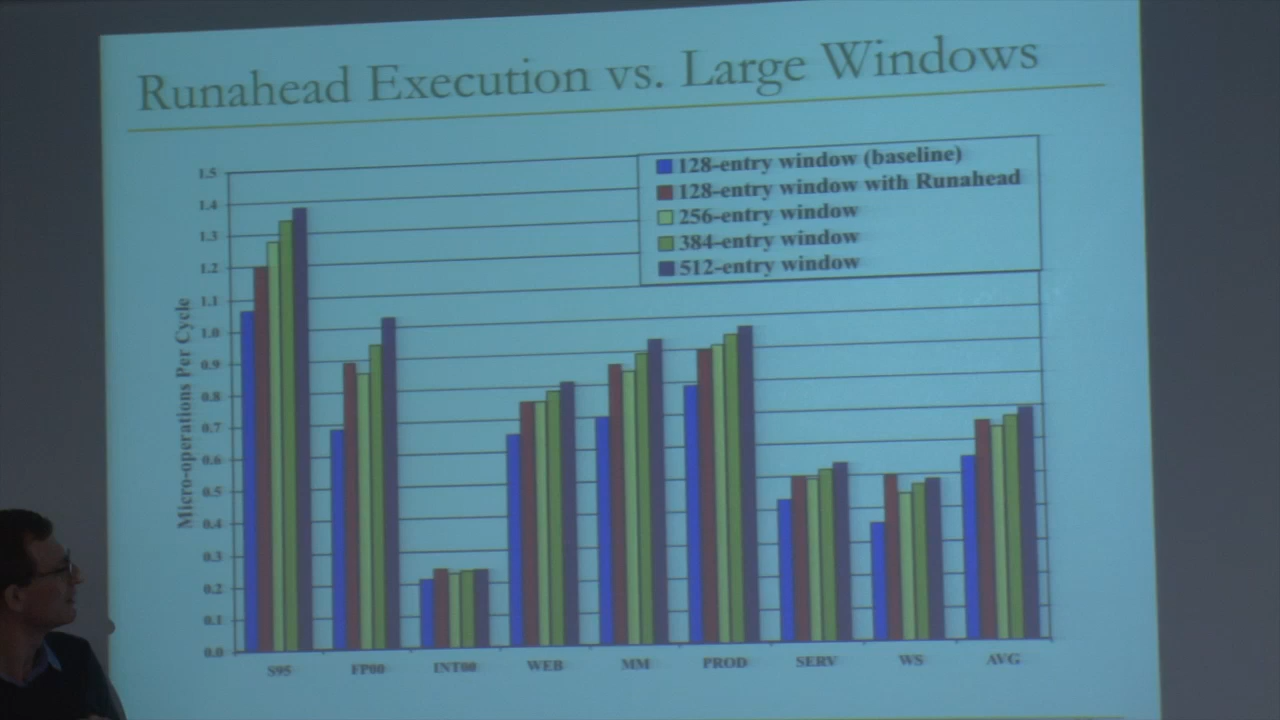 Runahead Execution vs. Large Windows
128-entry window (baseline)
128-entry window with Runahead
256-entry window
384-entry window
512-entry window
Micro-operations Per Cycle
1.5
1.4
1.3
1.2
1.1
1.0
0.9
0.8
0.7
0.6
0.5
0.4
0.3
0.2
0.1
0.0
S95 FP00 INT00 WEB MM PROD SERV WS AVG